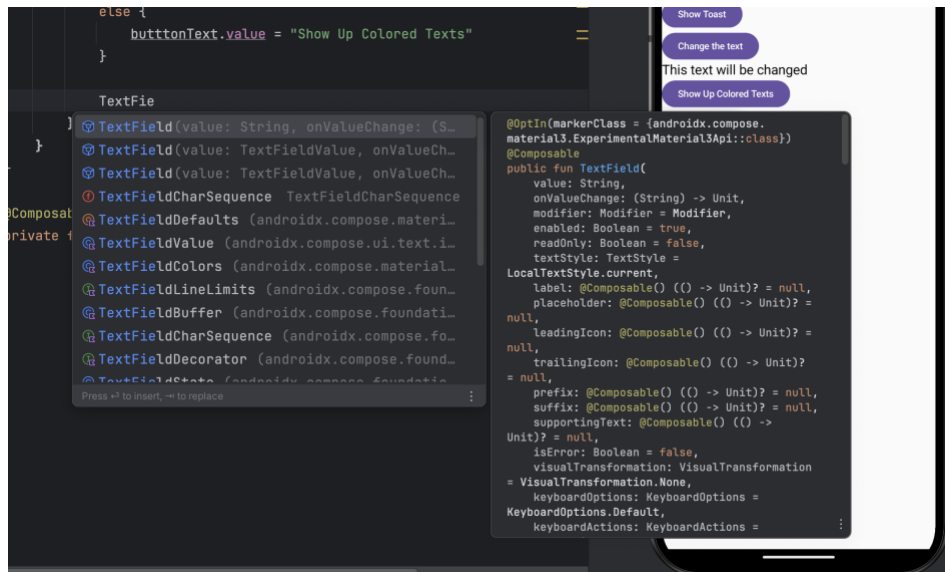 else {
butttonText.value = "Show Up Colored Texts"
}
TextFie
}
}
@Composab
private f
TextField(value: String, onValueChange: (S…
TextField(value: TextFieldValue, onValueCh…
TextField(value: TextFieldValue, onValueCh…
TextFieldCharSequence TextFieldCharSequence
TextFieldDefaults (androidx.compose.materi…
TextFieldValue (androidx.compose.ui.text.i…
TextFieldColors (androidx.compose.material…
TextFieldLineLimits (androidx.compose.foun…
TextFieldBuffer (androidx.compose.foundati…
TextFieldCharSequence (androidx.compose.fo…
TextFieldDecorator (androidx.compose.found…
TextFieldState (androidx.compose.foundatio…
Press ↵ to insert, ⇥ to replace
@OptIn(markerClass = {androidx.compose.
material3.ExperimentalMaterial3Api::class})
@Composable
public fun TextField(
value: String,
onValueChange: (String) -> Unit,
modifier: Modifier = Modifier,
enabled: Boolean = true,
readOnly: Boolean = false,
textStyle: TextStyle =
LocalTextStyle.current,
label: @Composable() (() -> Unit)? = null,
placeholder: @Composable() (() -> Unit)? =
null,
leadingIcon: @Composable() (() -> Unit)? =
null,
trailingIcon: @Composable() (() -> Unit)?
= null,
prefix: @Composable() (() -> Unit)? = null,
suffix: @Composable() (() -> Unit)? = null,
supportingText: @Composable() (() ->
Unit)? = null,
isError: Boolean = false,
visualTransformation: VisualTransformation
= VisualTransformation.None,
keyboardOptions: KeyboardOptions =
KeyboardOptions.Default,
keyboardActions: KeyboardActions =
Show Toast
Change the text
This text will be changed
Show Up Colored Texts